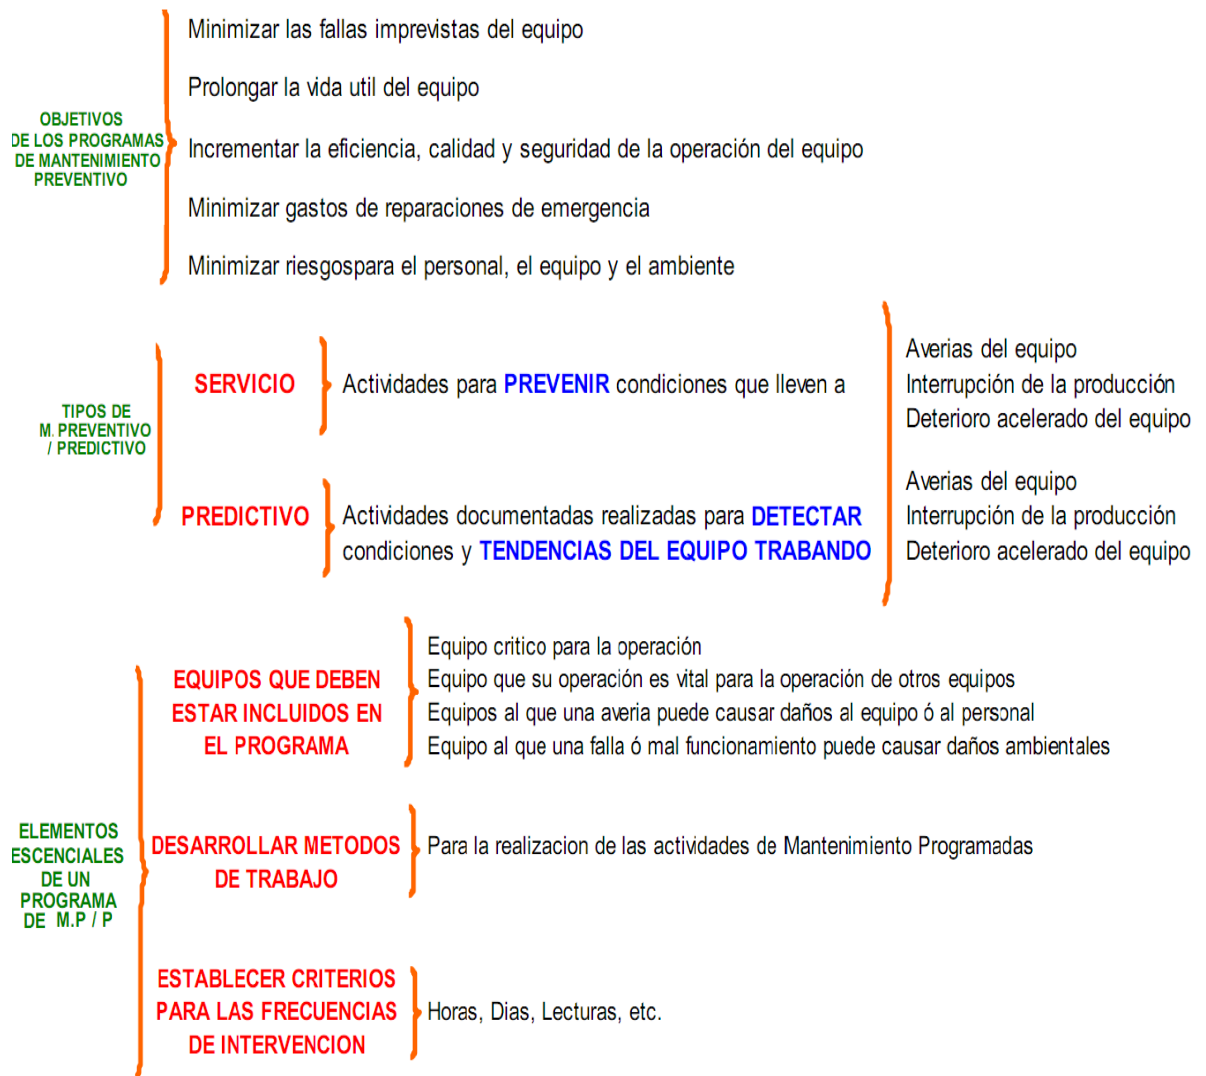 OBJETIVOS
DE LOS PROGRAMAS
DE MANTENIMIENTO
PREVENTIVO
Minimizar las fallas imprevistas del equipo
Prolongar la vida util del equipo
Incrementar la eficiencia, calidad y seguridad de la operación del equipo
Minimizar gastos de reparaciones de emergencia
Minimizar riesgospara el personal, el equipo y el ambiente
TIPOS DE
M. PREVENTIVO
/ PREDICTIVO
SERVICIO
Actividades para PREVENIR condiciones que lleven a
Averias del equipo
Interrupción de la producción
Deterioro acelerado del equipo
PREDICTIVO
Actividades documentadas realizadas para DETECTAR
condiciones y TENDENCIAS DEL EQUIPO TRABANDO
Averias del equipo
Interrupción de la producción
Deterioro acelerado del equipo
ELEMENTOS
ESCENCIALES
DE UN
PROGRAMA
DE M.P / P
EQUIPOS QUE DEBEN
ESTAR INCLUIDOS EN
EL PROGRAMA
Equipo critico para la operación
Equipo que su operación es vital para la operación de otros equipos
Equipos al que una averia puede causar daños al equipo ó al personal
Equipo al que una falla ó mal funcionamiento puede causar daños ambientales
DESARROLLAR METODOS
DE TRABAJO
Para la realizacion de las actividades de Mantenimiento Programadas
ESTABLECER CRITERIOS
PARA LAS FRECUENCIAS
DE INTERVENCION
Horas, Dias, Lecturas, etc.